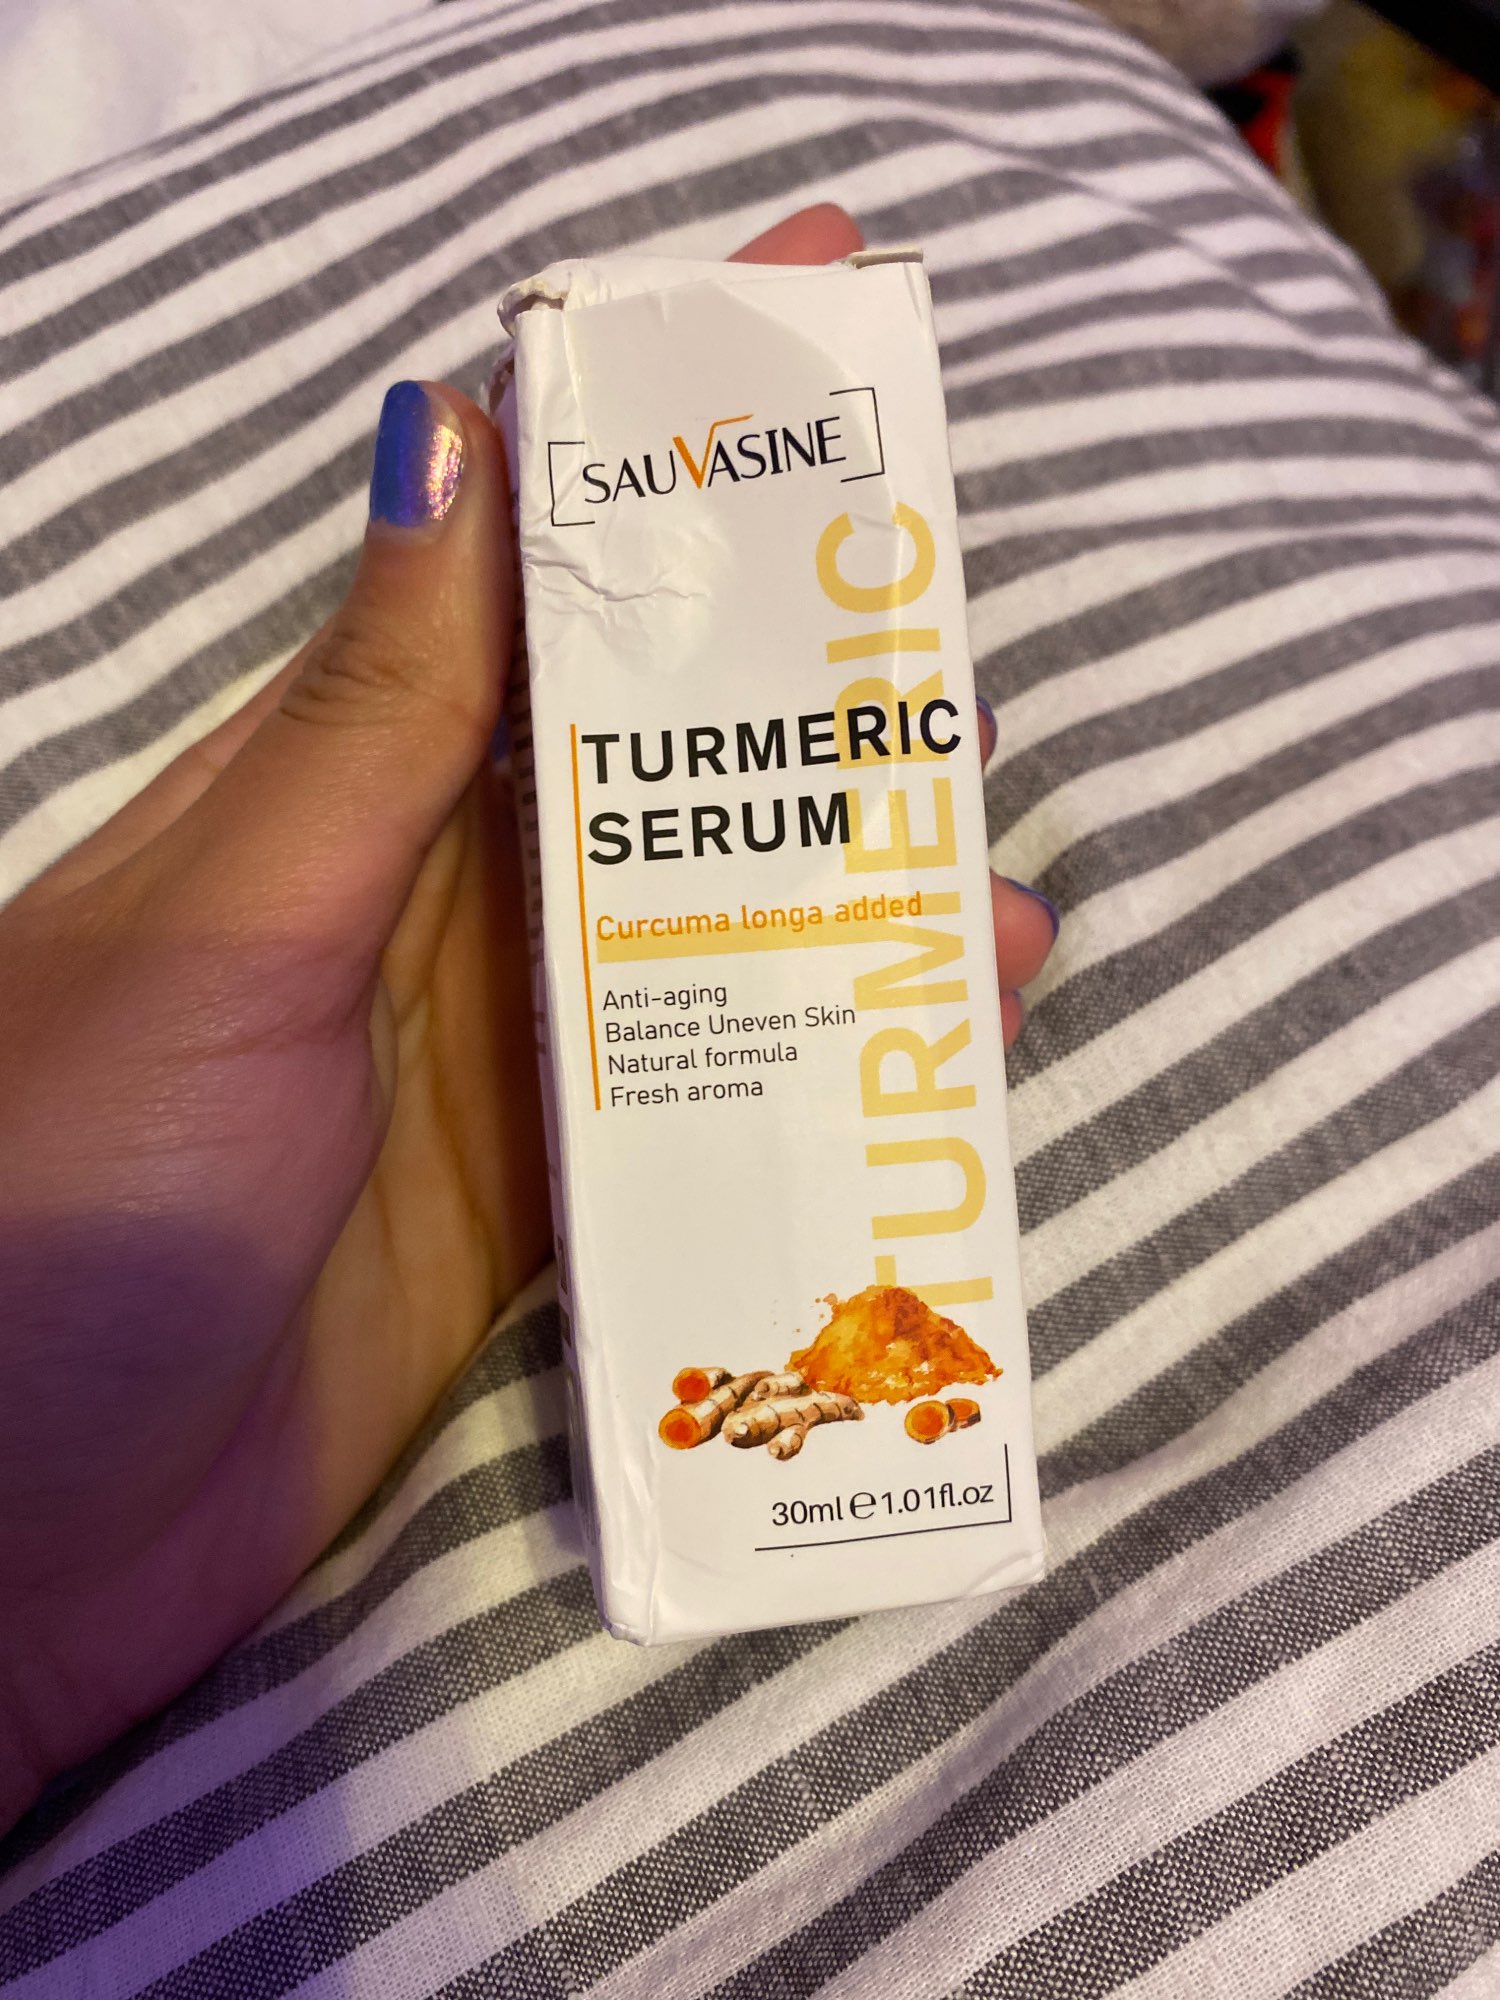 SAUVASINE
TURMERIC
TURMERIC
SERUM
Curcuma longa added
Anti-aging
Balance Uneven Skin
Natural formula
Fresh aroma
30ml℮1.01fl.oz